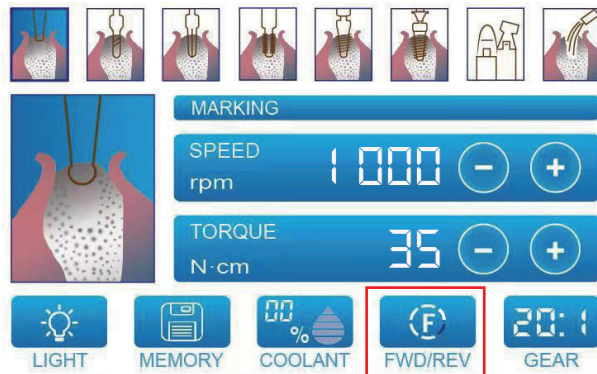 MARKING
SPEED
rpm
1000
−
+
TORQUE
N·cm
35
−
+
00
%
F
20:1
LIGHT
MEMORY
COOLANT
FWD/REV
GEAR